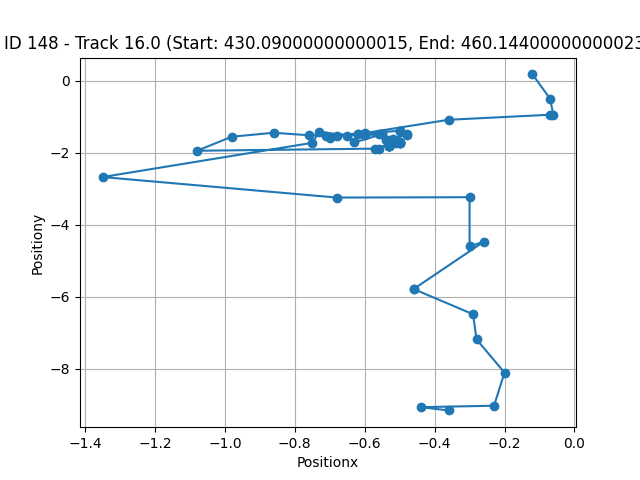 ID 148 - Track 16.0 (Start: 430.09000000000015, End: 460.14400000000023
0
−2
−4
−6
−8
Positiony
−1.4 −1.2 −1.0 −0.8 −0.6 −0.4 −0.2 0.0
Positionx